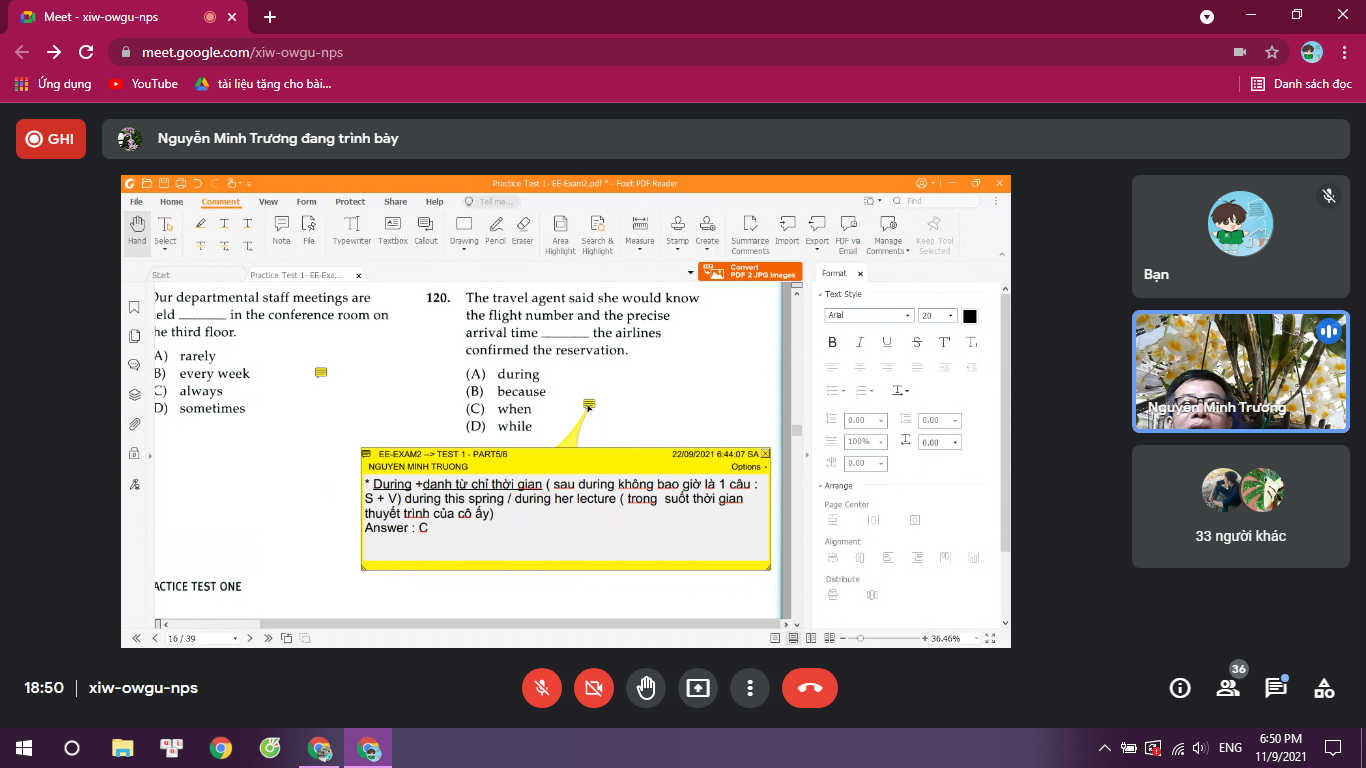 Meet - xiw-owgu-nps
meet.google.com/xiw-owgu-nps
Ứng dụng
YouTube
tài liệu tặng cho bài...
Danh sách đọc
GHI
Nguyễn Minh Trương đang trình bày
Practice Test 1- EE-Exam2.pdf * - Foxit PDF Reader
File Home Comment View Form Protect Share Help Tell me... Find
Hand Select Note File Typewriter Textbox Callout Drawing Pencil Eraser Area Highlight Search & Highlight Measure Stamp Create Summarize Comments Import Export FDF via Email Manage Comments Keep Tool Selected
Start
Practice Test 1- EE-Exa...
Convert
PDF 2 JPG Images
Format
Our departmental staff meetings are
eld _______ in the conference room on
he third floor.
A) rarely
B) every week
C) always
D) sometimes
120. The travel agent said she would know
the flight number and the precise
arrival time _______ the airlines
confirmed the reservation.
(A) during
(B) because
(C) when
(D) while
EE-EXAM2 --> TEST 1 - PART5/6 22/09/2021 6:44:07 SA
NGUYEN MINH TRUONG Options
* During +danh từ chỉ thời gian ( sau during không bao giờ là 1 câu :
S + V) during this spring / during her lecture ( trong suốt thời gian
thuyết trình của cô ấy)
Answer : C
ACTICE TEST ONE
Text Style
Arial 20
B I U S T T
0.00 0.00
100% 0.00
0.00
Arrange
Page Center
Alignment
Distribute
16 / 39
36.46%
Bạn
Nguyễn Minh Trương
33 người khác
18:50 | xiw-owgu-nps
36
ENG
6:50 PM
11/9/2021